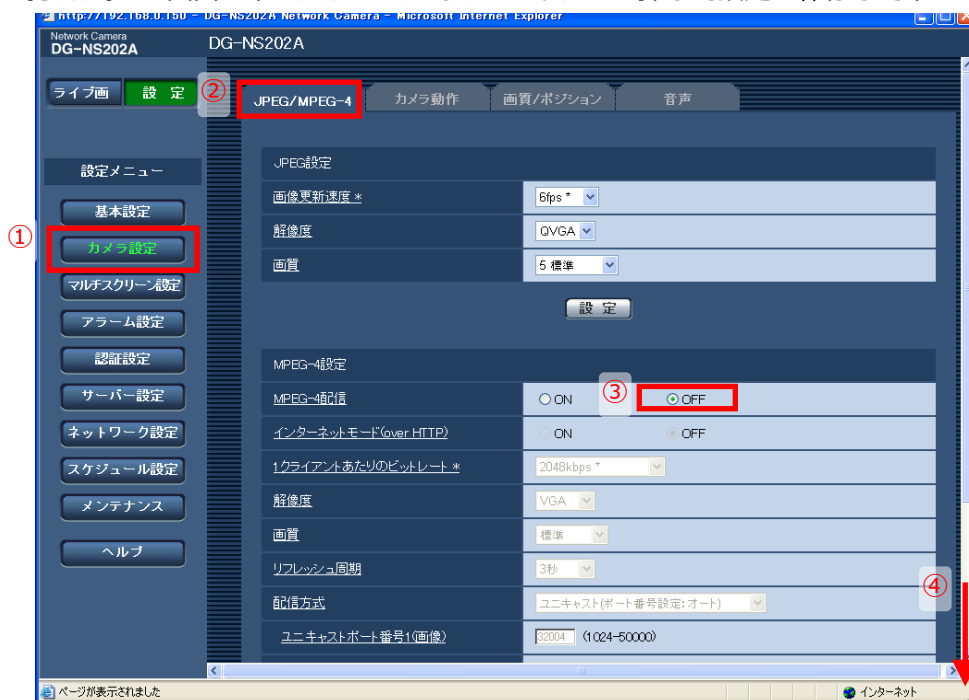 http://192.168.0.150 - DG-NS202A Network Camera - Microsoft Internet Explorer
Network Camera
DG-NS202A
DG-NS202A
ライブ画 設 定
②
JPEG/MPEG-4 カメラ動作 画質/ポジション 音声
設定メニュー
基本設定
①
カメラ設定
マルチスクリーン設定
アラーム設定
認証設定
サーバー設定
ネットワーク設定
スケジュール設定
メンテナンス
ヘルプ
JPEG設定
画像更新速度 * 6fps *
解像度 QVGA
画質 5 標準
設 定
MPEG-4設定
MPEG-4配信 ON ③ OFF
インターネットモード(over HTTP) ON OFF
1クライアントあたりのビットレート * 2048kbps *
解像度 VGA
画質 標準
リフレッシュ周期 3秒
④
配信方式 ユニキャスト(ポート番号設定:オート)
ユニキャストポート番号1(画像) 32004 (1024-50000)
ページが表示されました インターネット